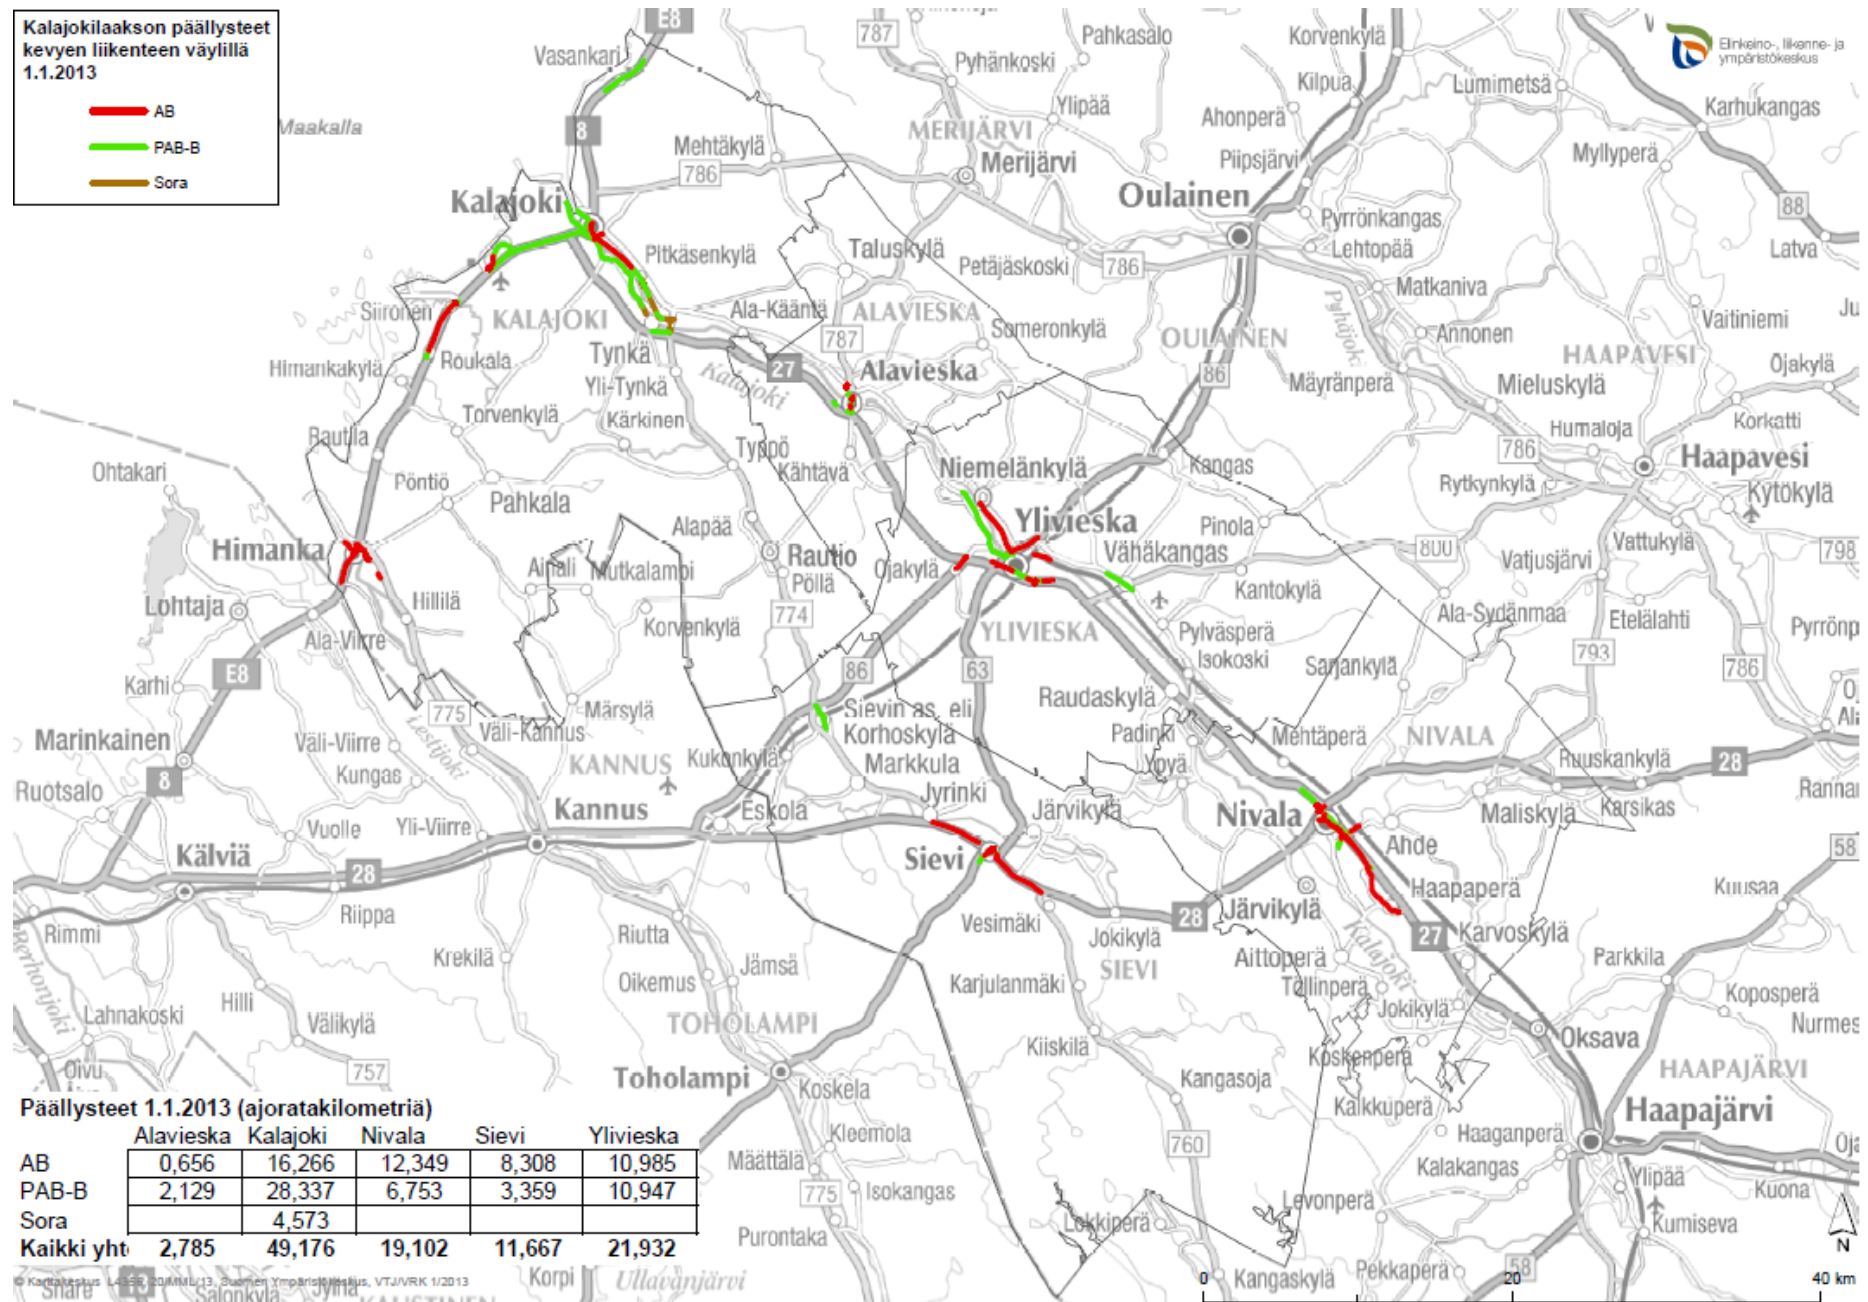 Kalajokilaakson päällysteet
kevyen liikenteen väylillä
1.1.2013
AB
PAB-B
Sora
Elinkeino-, liikenne- ja
ympäristökeskus
E8
787
Vasankari
Pahkasalo
Korvenkylä
Pyhänkoski
Kilpua
Lumimetsä
Karhukangas
Ylipää
Ahonperä
Maakalla
8
MERIJÄRVI
Mehtäkylä
Merijärvi
Piipsjärvi
Myllyperä
786
Kalajoki
Oulainen
88
Pyrrönkangas
Lehtopää
Latva
Pitkäsenkylä
Taluskylä
Petäjäskoski
786
Matkaniva
Siironen
KALAJOKI
Ala-Kääntä
ALAVIESKA
Someronkylä
Pyhäjoki
Annonen
Vaitiniemi
787
OULAINEN
HAAPAVESI
Himankakylä
Roukala
Tynkä
27
Alavieska
86
Mäyränperä
Mieluskylä
Ojakylä
Yli-Tynkä
Kalajoki
Torvenkylä
Kärkinen
Korkatti
Rautila
Typpö
Humaloja
786
Haapavesi
Ohtakari
Pöntiö
Kähtävä
Niemelänkylä
Kangas
Rytkynkylä
Kytökylä
Pahkala
Alapää
Ylivieska
Pinola
Himanka
Rautio
Vähäkangas
800
Vattukylä
798
Ainali
Mutkalampi
Pöllä
Ojakylä
Kantokylä
Vatjusjärvi
Lohtaja
Hillilä
774
Ala-Sydänmaa
Etelälahti
Korvenkylä
YLIVIESKA
Pylväsperä
Ala-Viirre
Isokoski
Sarjankylä
793
786
E8
86
63
Karhi
Raudaskylä
775
Märsylä
Sievin as. eli
Korhoskylä
Lestijoki
Marinkainen
Väli-Viirre
Väli-Kannus
KANNUS
Kukonkylä
Padinki
Mehtäperä
NIVALA
Ruuskankylä
28
Markkula
Yöyä
8
Kungas
Ruotsalo
Kannus
Eskola
Jyrinki
Järvikylä
Nivala
Maliskylä
Karsikas
Vuolle
Yli-Viirre
Ahde
58
Kälviä
Sievi
28
Haapaperä
Kuusaa
Riippa
Vesimäki
28
Järvikylä
Rimmi
Riutta
Jokikylä
27
Karvoskylä
Krekilä
SIEVI
Aittoperä
Kalajoki
Parkkila
Jämsä
Oikemus
Karjulanmäki
Tällinperä
Hilli
Jokikylä
Koposperä
Lahnakoski
Välikylä
TOHOLAMPI
Oksava
Kiiskilä
Koskenperä
Oivu
757
Toholampi
Koskela
Kangasoja
HAAPAJÄRVI
Kaikkuperä
Haapajärvi
Päällysteet 1.1.2013 (ajoratakilometriä)
Alavieska Kalajoki Nivala Sievi Ylivieska
AB 0,656 16,266 12,349 8,308 10,985
PAB-B 2,129 28,337 6,753 3,359 10,947
Sora 4,573
Kaikki yht 2,785 49,176 19,102 11,667 21,932
Kleemola
Haaganperä
Määttälä
760
Kalakangas
775
Isokangas
Ylipää
Kuona
Levonperä
Lokkiperä
Kumiseva
Purontaka
N
Korpi
Ullavanjärvi
Kangaskylä
Pekkaperä
58
0 20 40 km